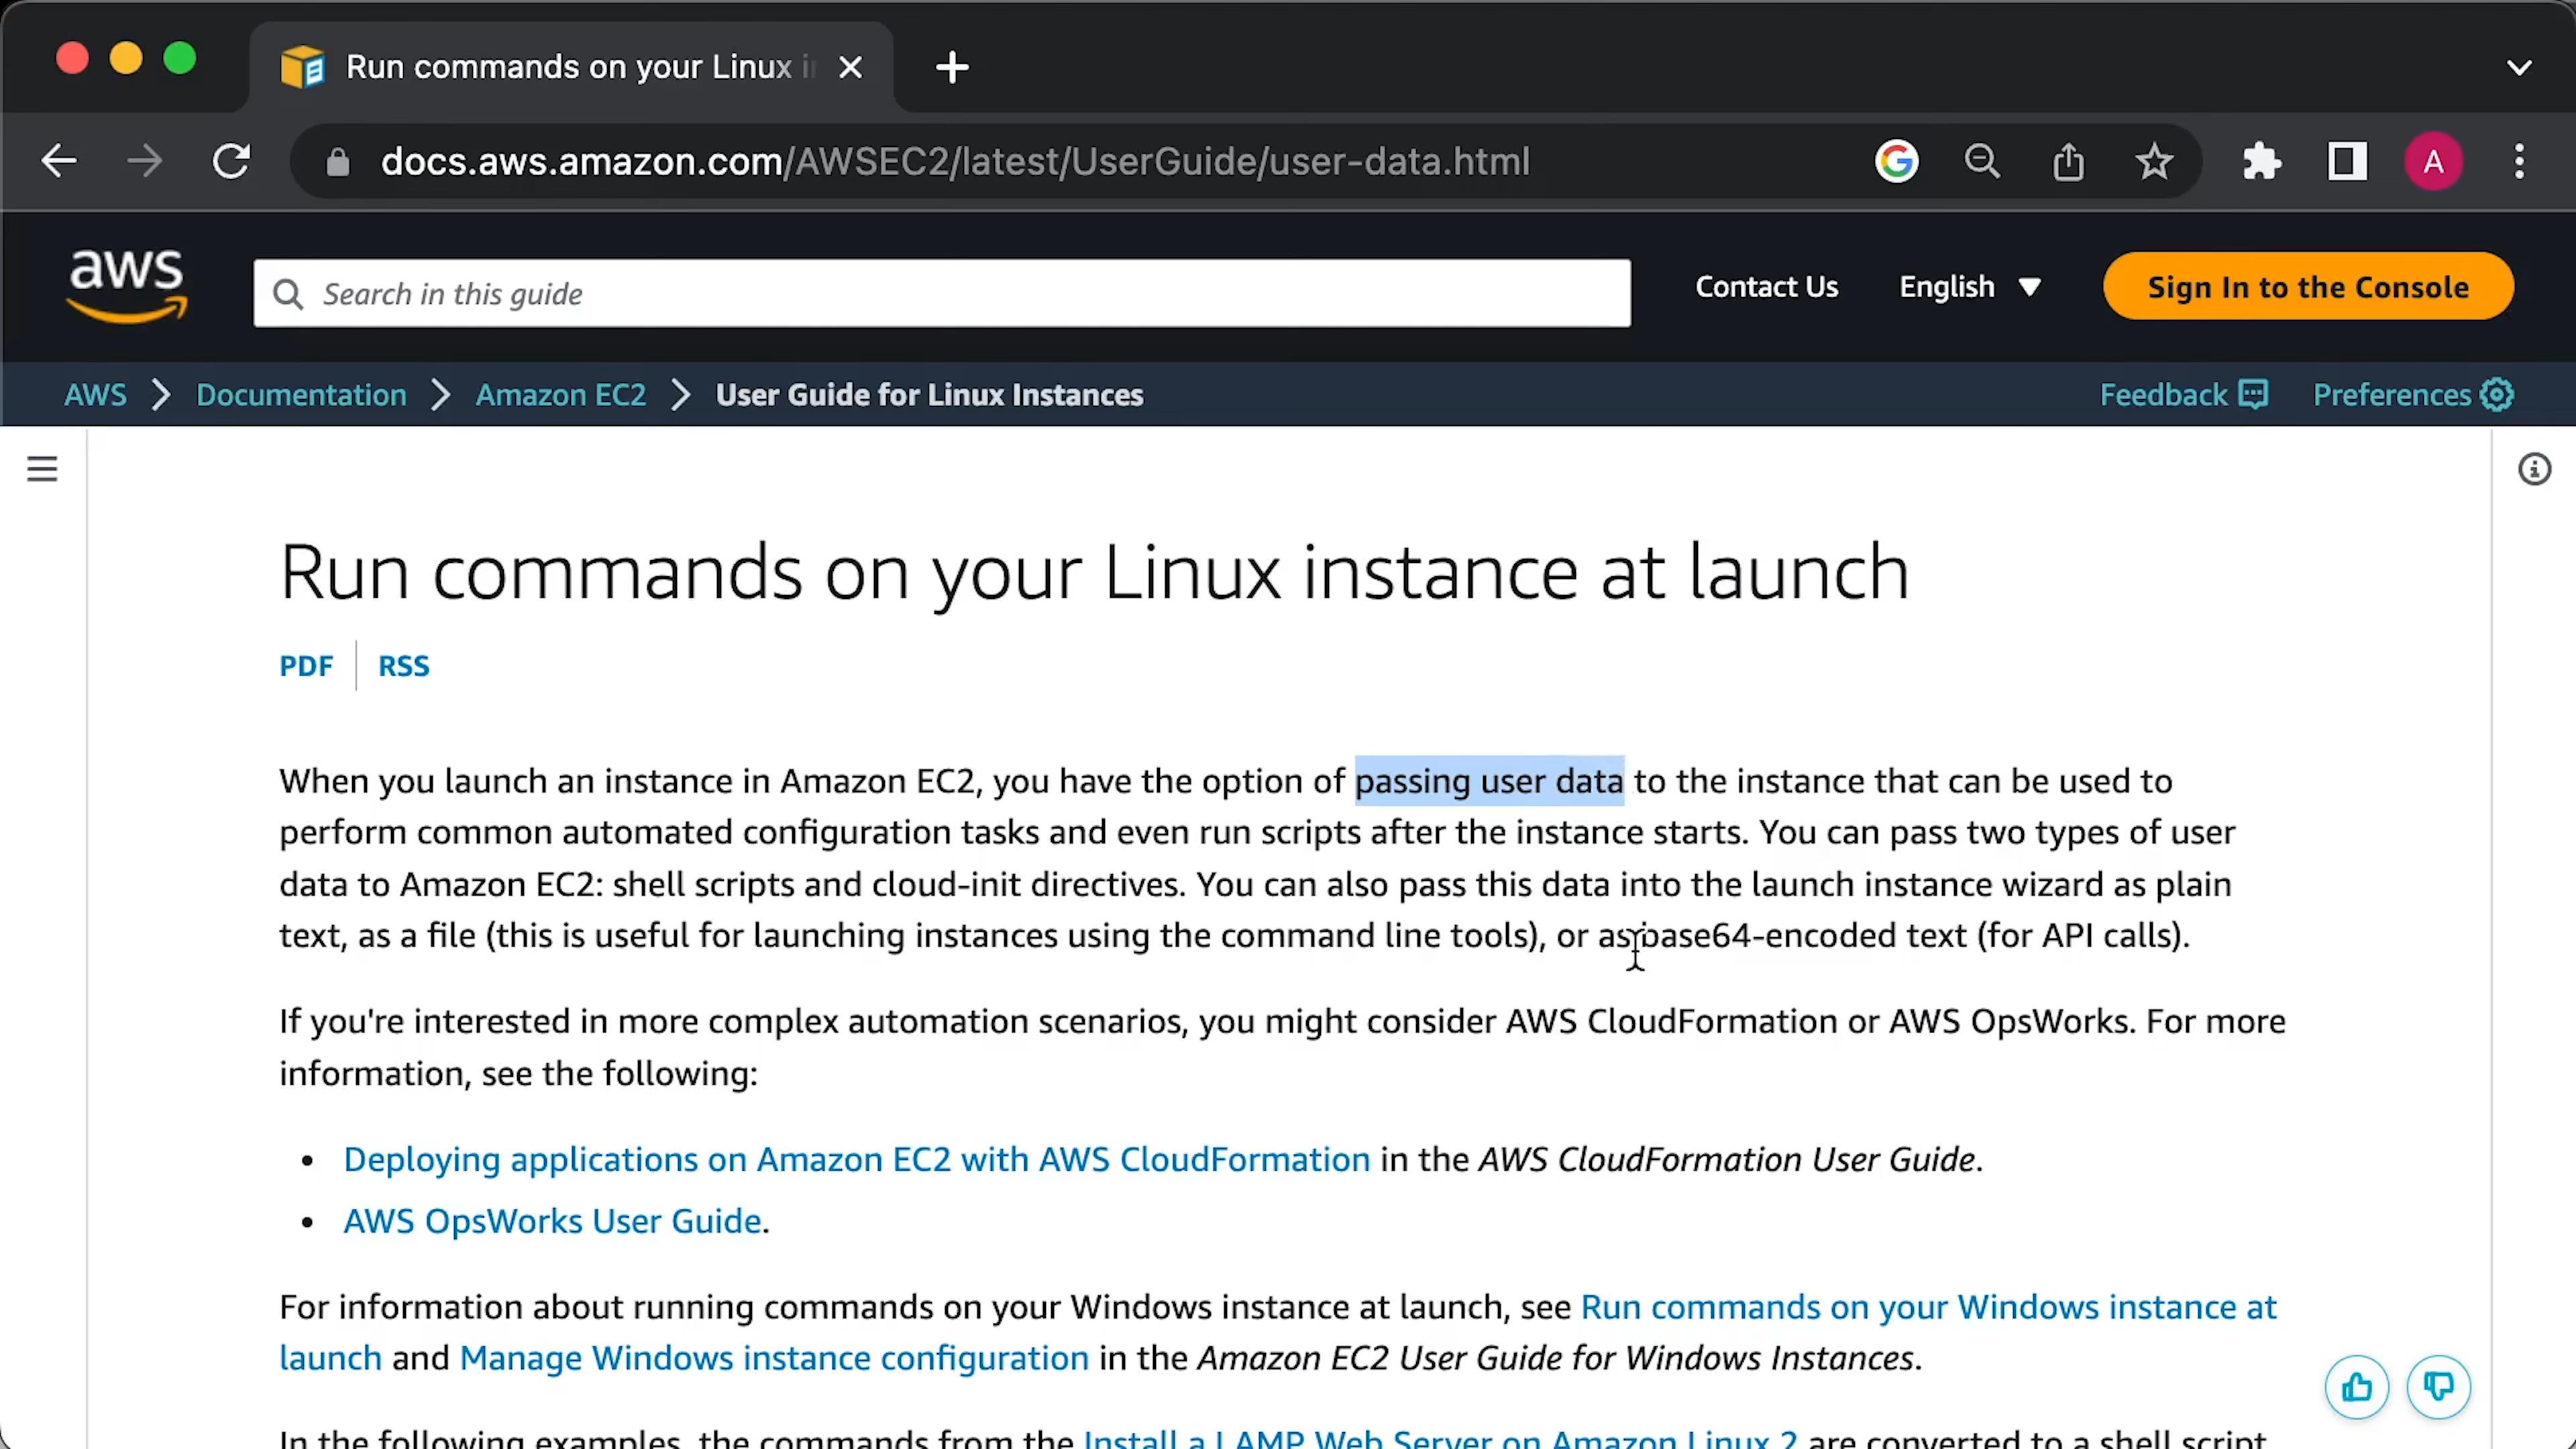 Run commands on your Linux
docs.aws.amazon.com/AWSEC2/latest/UserGuide/user-data.html
A
aws
Search in this guide
Contact Us
English
Sign In to the Console
AWS
Documentation
Amazon EC2
User Guide for Linux Instances
Feedback
Preferences
Run commands on your Linux instance at launch
PDF
RSS
When you launch an instance in Amazon EC2, you have the option of passing user data to the instance that can be used to
perform common automated configuration tasks and even run scripts after the instance starts. You can pass two types of user
data to Amazon EC2: shell scripts and cloud-init directives. You can also pass this data into the launch instance wizard as plain
text, as a file (this is useful for launching instances using the command line tools), or as base64-encoded text (for API calls).
If you're interested in more complex automation scenarios, you might consider AWS CloudFormation or AWS OpsWorks. For more
information, see the following:
• Deploying applications on Amazon EC2 with AWS CloudFormation in the AWS CloudFormation User Guide.
• AWS OpsWorks User Guide.
For information about running commands on your Windows instance at launch, see Run commands on your Windows instance at
launch and Manage Windows instance configuration in the Amazon EC2 User Guide for Windows Instances.
In the following examples, the commands from the Install a LAMP Web Server on Amazon Linux 2 are converted to a shell script